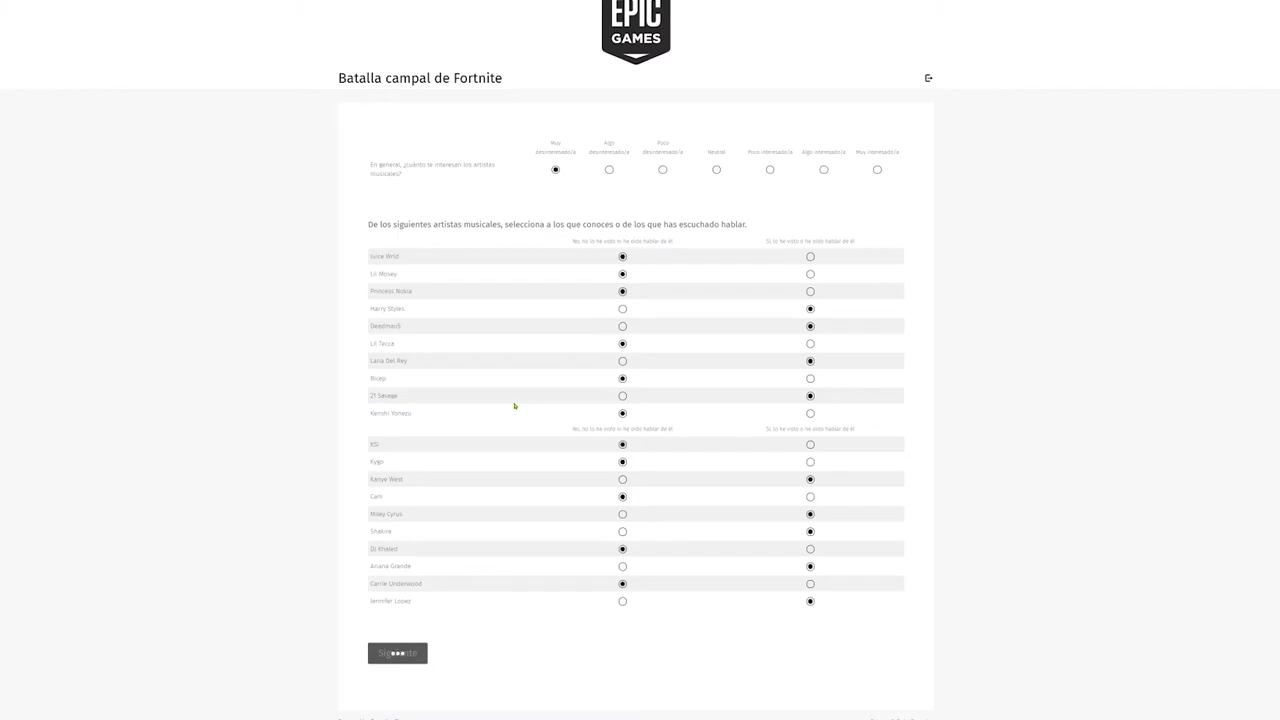 EPIC
GAMES
Batalla campal de Fortnite
Muy desinteresado/a
Algo desinteresado/a
Poco desinteresado/a
Neutral
Poco interesado/a
Algo interesado/a
Muy interesado/a
En general, ¿cuánto te interesan los artistas
musicales?
De los siguientes artistas musicales, selecciona a los que conoces o de los que has escuchado hablar.
No, no lo he visto ni he oído hablar de él Sí, lo he visto o he oído hablar de él
Juice Wrld
Lil Mosey
Princess Nokia
Harry Styles
Deadmau5
Lil Tecca
Lana Del Rey
Bicep
21 Savage
Kenshi Yonezu
No, no lo he visto ni he oído hablar de él Sí, lo he visto o he oído hablar de él
KSI
Kygo
Kanye West
Cam
Miley Cyrus
Shakira
DJ Khaled
Ariana Grande
Carrie Underwood
Jennifer Lopez
Siguiente